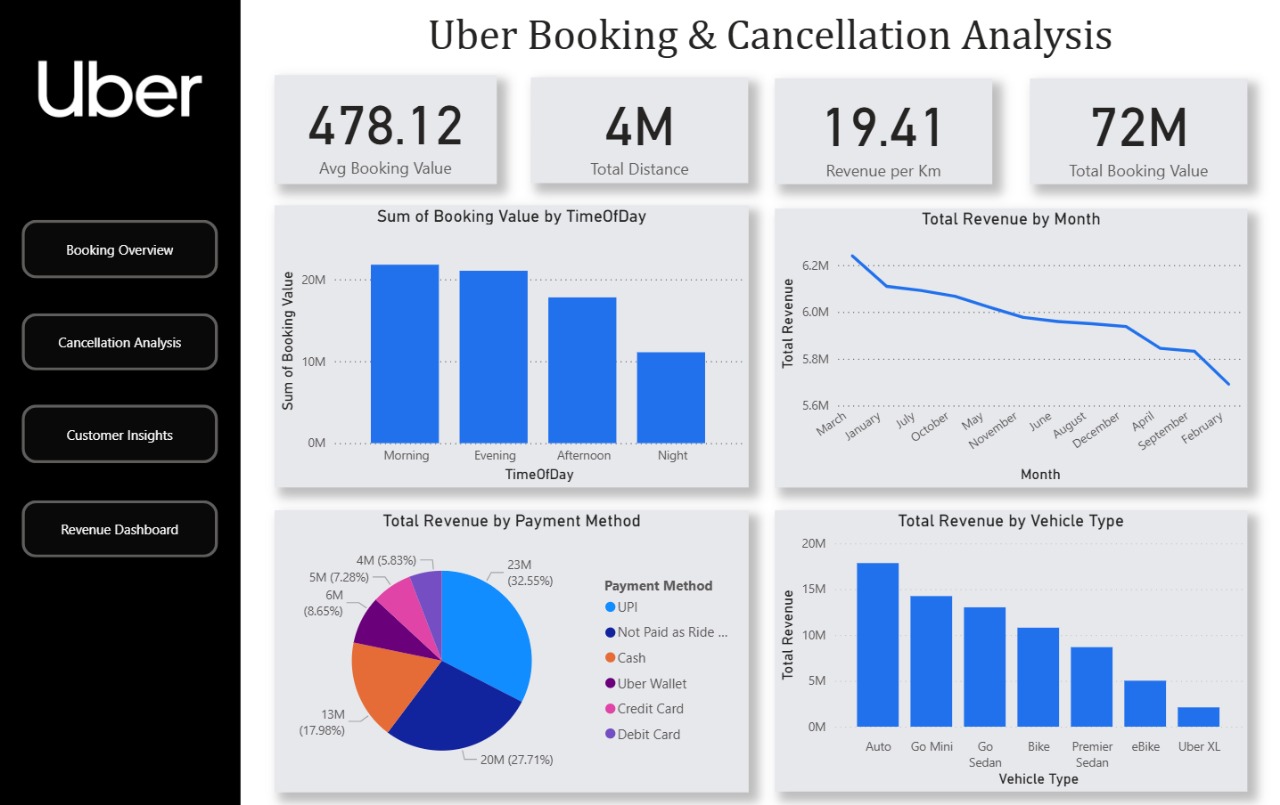 Uber
Booking Overview
Cancellation Analysis
Customer Insights
Revenue Dashboard
Uber Booking & Cancellation Analysis
478.12
Avg Booking Value
4M
Total Distance
19.41
Revenue per Km
72M
Total Booking Value
Sum of Booking Value by TimeOfDay
Sum of Booking Value
20M
10M
0M
Morning
Evening
Afternoon
Night
TimeOfDay
Total Revenue by Month
Total Revenue
6.2M
6.0M
5.8M
5.6M
March
January
July
October
May
November
June
August
December
April
September
February
Month
Total Revenue by Payment Method
4M (5.83%)
5M (7.28%)
6M
(8.65%)
13M
(17.98%)
23M
(32.55%)
20M (27.71%)
Payment Method
UPI
Not Paid as Ride ...
Cash
Uber Wallet
Credit Card
Debit Card
Total Revenue by Vehicle Type
Total Revenue
20M
15M
10M
5M
0M
Auto
Go Mini
Go
Sedan
Bike
Premier
Sedan
eBike
Uber XL
Vehicle Type